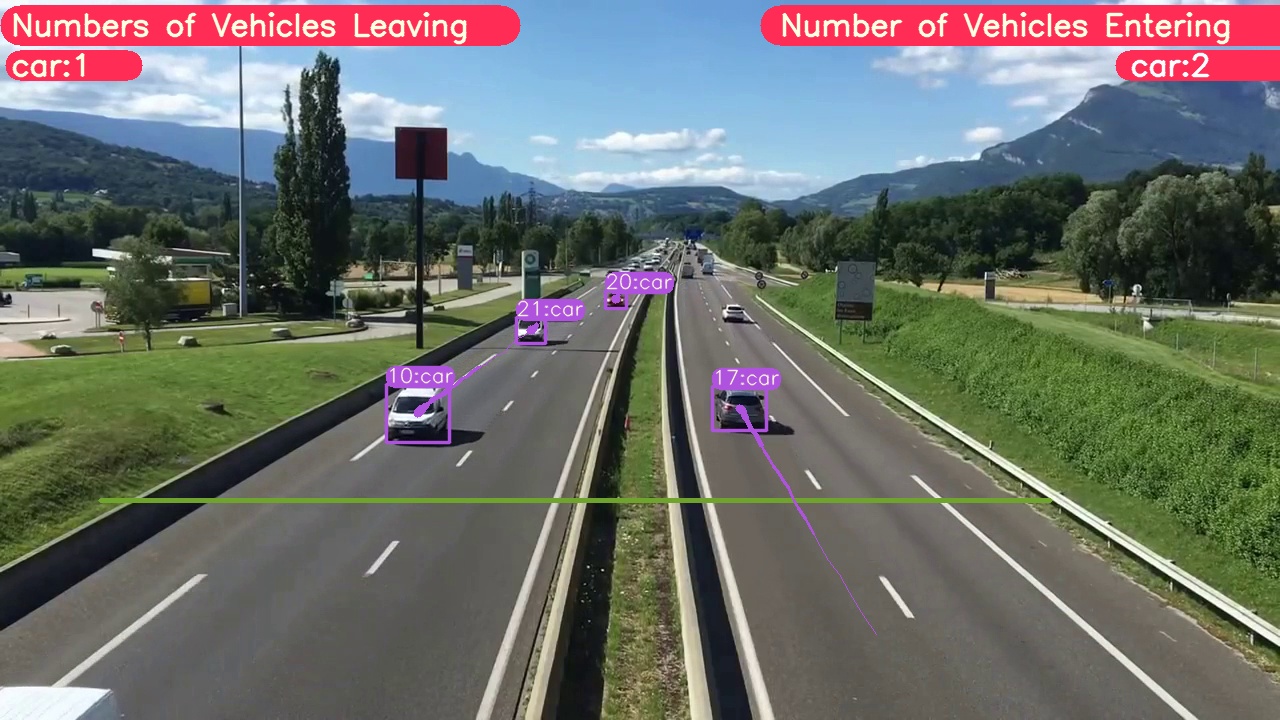 Numbers of Vehicles Leaving
Number of Vehicles Entering
car:1
car:2
20:car
21:car
10:car
17:car